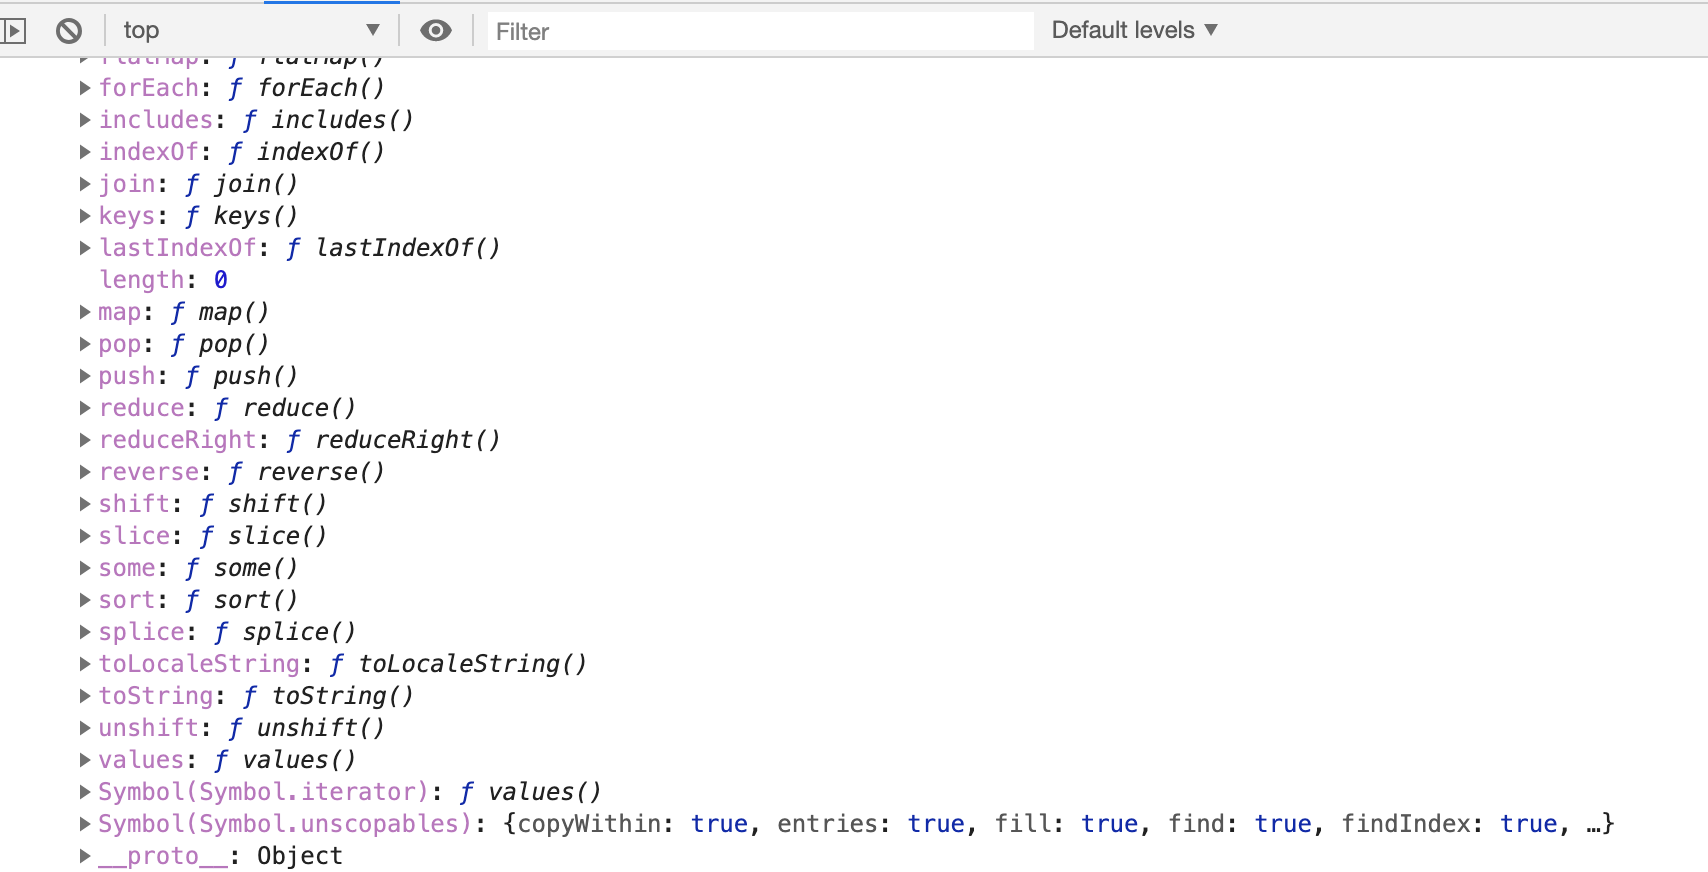 top ▼ Filter Default levels ▼
flatMap: ƒ flatMap()
forEach: ƒ forEach()
includes: ƒ includes()
indexOf: ƒ indexOf()
join: ƒ join()
keys: ƒ keys()
lastIndexOf: ƒ lastIndexOf()
length: 0
map: ƒ map()
pop: ƒ pop()
push: ƒ push()
reduce: ƒ reduce()
reduceRight: ƒ reduceRight()
reverse: ƒ reverse()
shift: ƒ shift()
slice: ƒ slice()
some: ƒ some()
sort: ƒ sort()
splice: ƒ splice()
toLocaleString: ƒ toLocaleString()
toString: ƒ toString()
unshift: ƒ unshift()
values: ƒ values()
Symbol(Symbol.iterator): ƒ values()
Symbol(Symbol.unscopables): {copyWithin: true, entries: true, fill: true, find: true, findIndex: true, …}
__proto__: Object